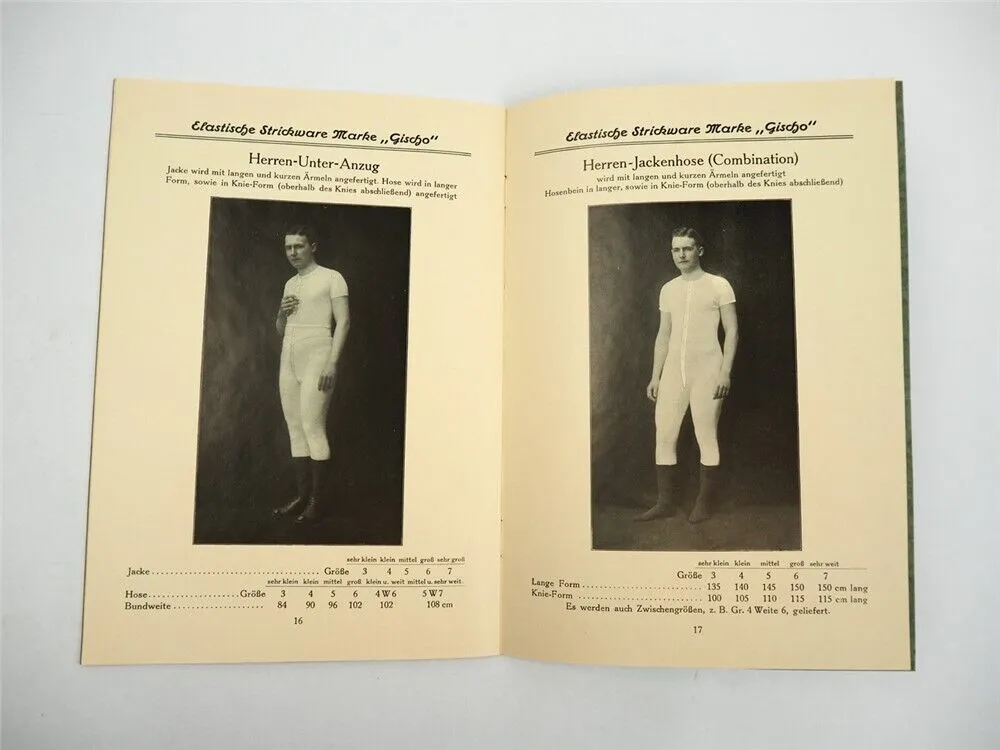 Elastische Strickware Marke „Gischo“
Herren-Unter-Anzug
Jacke wird mit langen und kurzen Ärmeln angefertigt. Hose wird in langer
Form, sowie in Knie-Form (oberhalb des Knies abschließend) angefertigt
sehr klein klein mittel groß sehr groß
Jacke Größe 3 4 5 6 7
sehr klein klein mittel groß klein u. weit mittel u. sehr weit
Hose Größe 3 4 5 6 4 W 6 5 W 7
Bundweite 84 90 96 102 102 108 cm
16
Elastische Strickware Marke „Gischo“
Herren-Jackenhose (Combination)
wird mit langen und kurzen Ärmeln angefertigt
Hosenbein in langer, sowie in Knie-Form (oberhalb des Knies abschließend)
sehr klein klein mittel groß sehr weit
Größe 3 4 5 6 7
Lange Form 135 140 145 150 150 cm lang
Knie-Form 100 105 110 115 115 cm lang
Es werden auch Zwischengrößen, z. B. Gr. 4 Weite 6, geliefert.
17